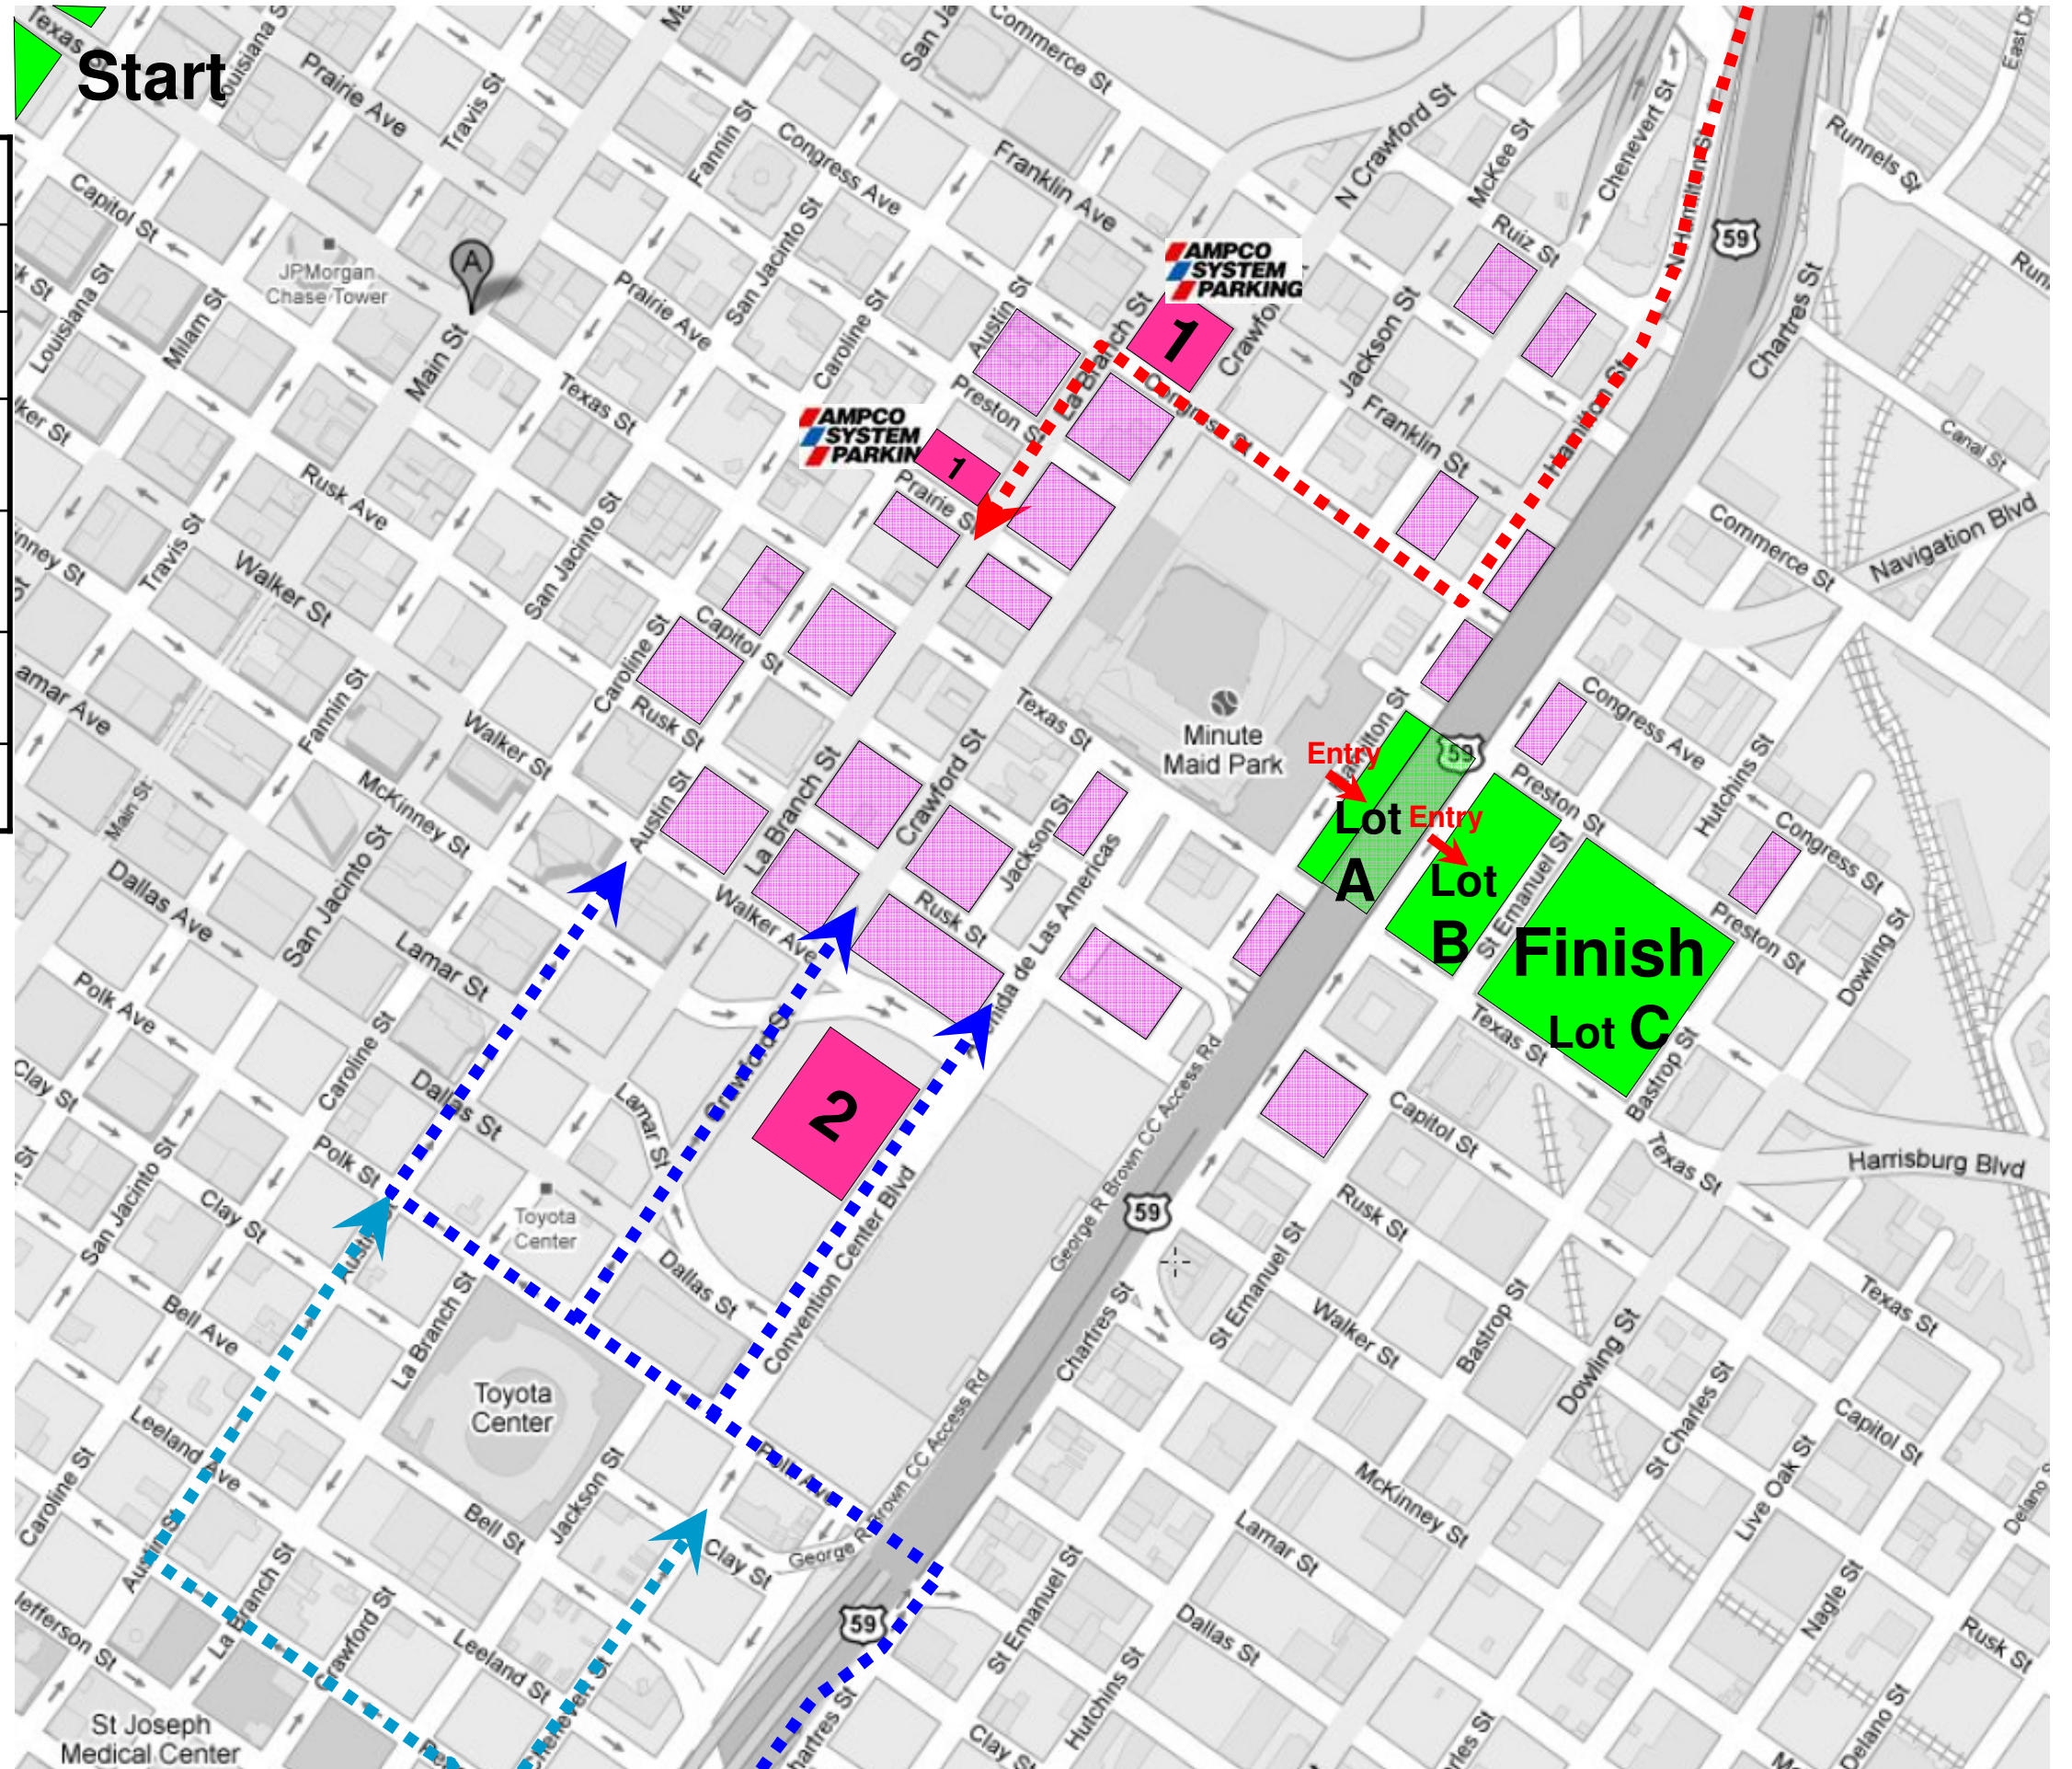 Start
Texas St
Louisiana St
Prairie Ave
Travis St
Fannin St
Congress Ave
Commerce St
Franklin Ave
N Crawford St
McKee St
Chenevert St
N Hamilton St
Runnels St
59
Ruiz St
Capitol St
JPMorgan
Chase Tower
A
Louisiana St
Milam St
Main St
Prairie Ave
San Jacinto St
Caroline St
Austin St
La Branch St
AMPCO
SYSTEM
PARKING
1
Crawfor
Jackson St
Chartres St
Hamilton St
Texas St
Preston St
Congress St
Franklin St
Canal St
AMPCO
SYSTEM
PARKIN
1
Prairie St
Rusk Ave
Travis St
Walker St
San Jacinto St
Commerce St
Navigation Blvd
Caroline St
Capitol St
Rusk St
Fannin St
Walker St
Texas St
Minute
Maid Park
Entry
59
Lot
A
Entry
Lot
B
Congress Ave
Preston St
Hutchins St
Congress St
Preston St
Dowling St
St Emanuel St
Finish
Lot C
Main St
McKinney St
San Jacinto St
Dallas Ave
Lamar St
Polk Ave
Clay St
Caroline St
Austin St
La Branch St
Crawford St
Jackson St
Walker Ave
Rusk St
Texas St
Bastrop St
Capitol St
Texas St
Harrisburg Blvd
2
Crawford St
Lamar St
Dallas St
Polk St
Clay St
San Jacinto St
Toyota
Center
Dallas St
Convention Center Blvd
George R Brown CC Access Rd
59
Rusk St
St Emanuel St
Walker St
Bastrop St
Dowling St
Chartres St
Texas St
Capitol St
St Charles St
Live Oak St
Bell Ave
La Branch St
Toyota
Center
Leeland Ave
Caroline St
Bell St
Jackson St
Polk Ave
George R Brown CC Access Rd
Clay St
59
McKinney St
Lamar St
St Emanuel St
Dallas St
Hutchins St
Nagle St
Rusk St
Delano St
Jefferson St
Austin St
La Branch St
Crawford St
Leeland St
Chenevert St
Chartres St
Clay St
St Joseph
Medical Center